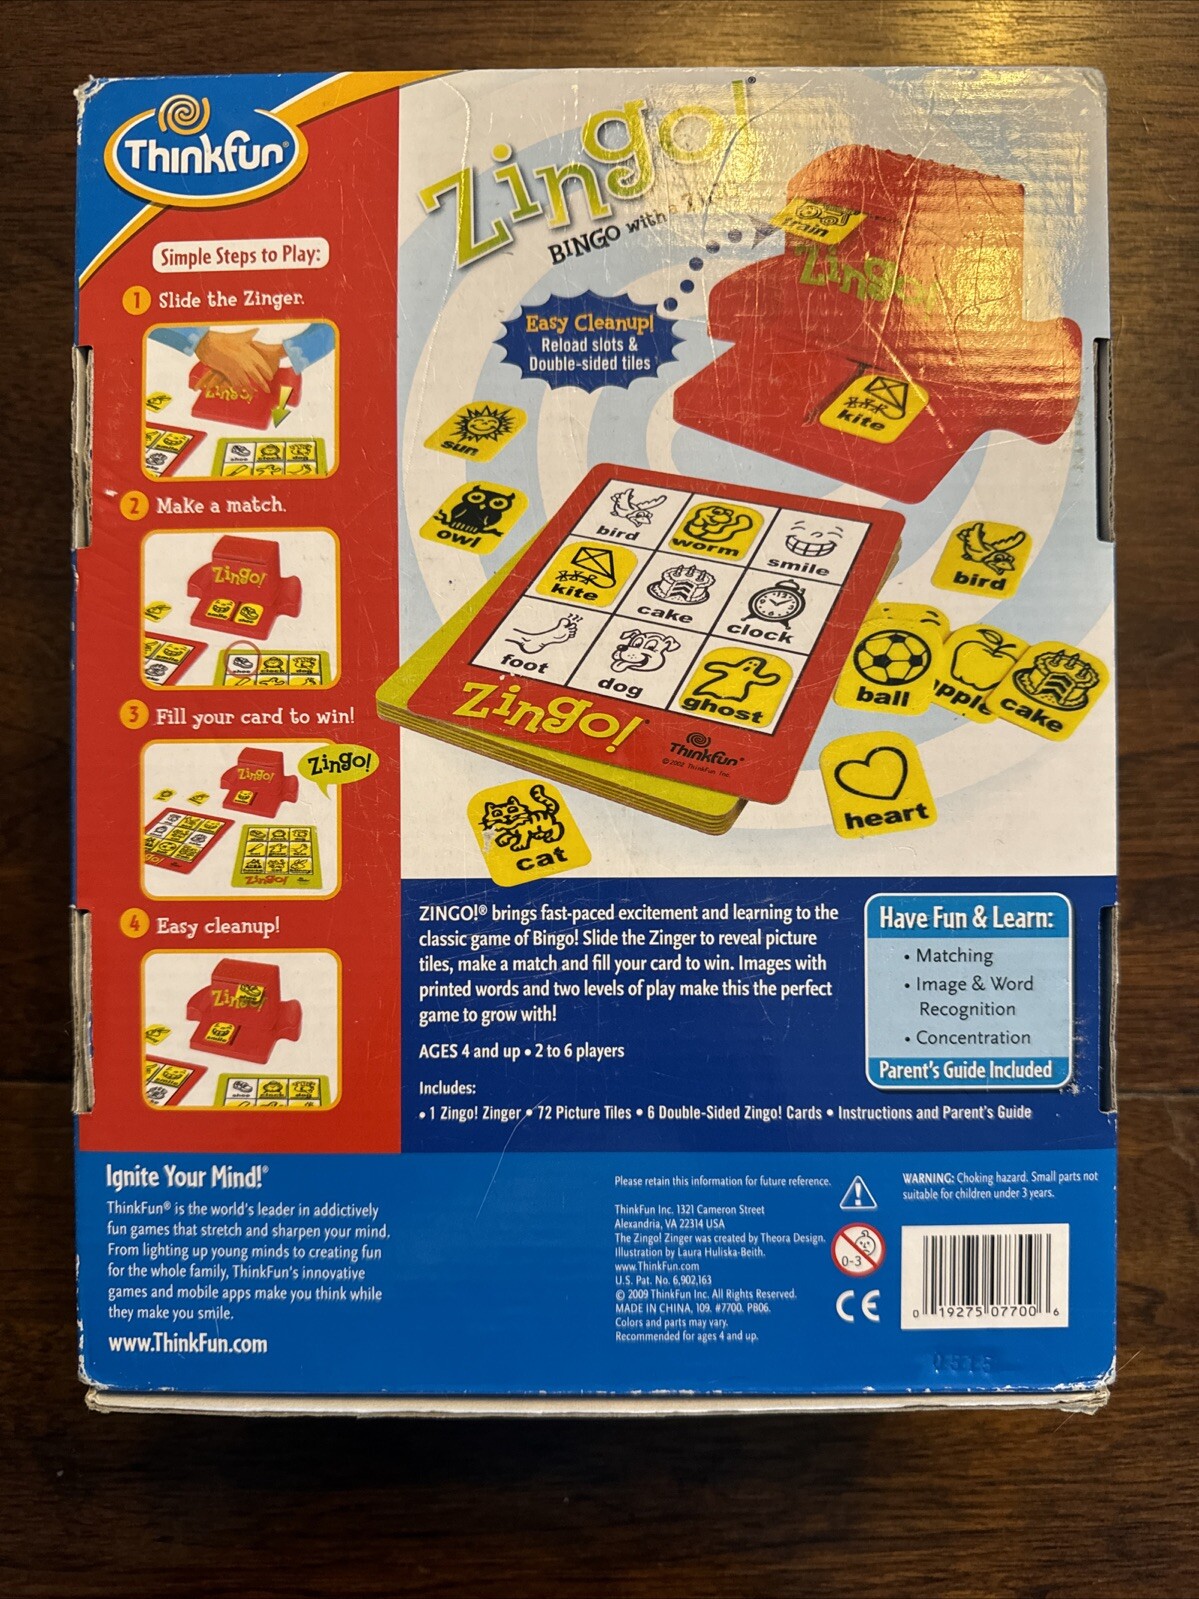 ThinkFun®
Simple Steps to Play:
1 Slide the Zinger.
Zingo!
2 Make a match.
Zingo!
3 Fill your card to win!
Zingo!
Zingo!
Zingo!
4 Easy cleanup!
Zingo!
Zingo!®
BINGO with a
Easy Cleanup!
Reload slots &
Double-sided tiles
train
Zingo!
kite
sun
owl
bird
worm
smile
kite
cake
clock
foot
dog
ghost
Zingo!
ThinkFun®
© 2002 ThinkFun, Inc.
bird
ball
apple
cake
heart
cat
ZINGO!® brings fast-paced excitement and learning to the
classic game of Bingo! Slide the Zinger to reveal picture
tiles, make a match and fill your card to win. Images with
printed words and two levels of play make this the perfect
game to grow with!
AGES 4 and up • 2 to 6 players
Includes:
• 1 Zingo! Zinger • 72 Picture Tiles • 6 Double-Sided Zingo! Cards • Instructions and Parent's Guide
Have Fun & Learn:
• Matching
• Image & Word
Recognition
• Concentration
Parent's Guide Included
Ignite Your Mind!®
ThinkFun® is the world's leader in addictively
fun games that stretch and sharpen your mind.
From lighting up young minds to creating fun
for the whole family, ThinkFun's innovative
games and mobile apps make you think while
they make you smile.
www.ThinkFun.com
Please retain this information for future reference.
ThinkFun Inc. 1321 Cameron Street
Alexandria, VA 22314 USA
The Zingo! Zinger was created by Theora Design.
Illustration by Laura Huliska-Beith.
www.ThinkFun.com
U.S. Pat. No. 6,902,163
© 2009 ThinkFun Inc. All Rights Reserved.
MADE IN CHINA, 109. #7700. PB06.
Colors and parts may vary.
Recommended for ages 4 and up.
WARNING: Choking hazard. Small parts not
suitable for children under 3 years.
0-3
CE
0 19275 07700 6